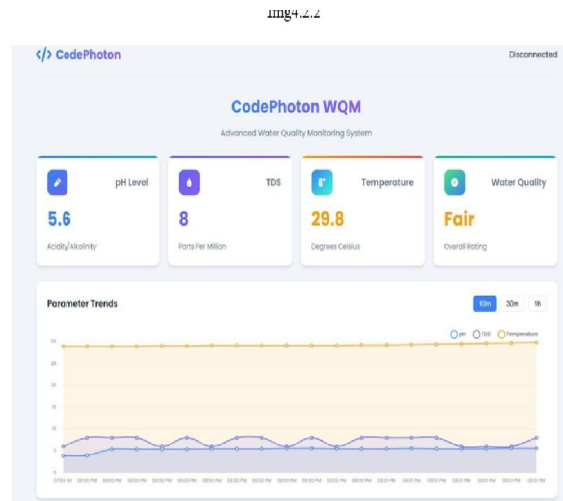 Img4.2.2
</> CodePhoton
Disconnected
CodePhoton WQM
Advanced Water Quality Monitoring System
pH Level
5.6
Acidity/Alkalinity
TDS
8
Parts Per Million
Temperature
29.8
Degrees Celsius
Water Quality
Fair
Overall Rating
Parameter Trends
10m 30m 1h
pH TDS Temperature
30
25
20
15
10
5
0